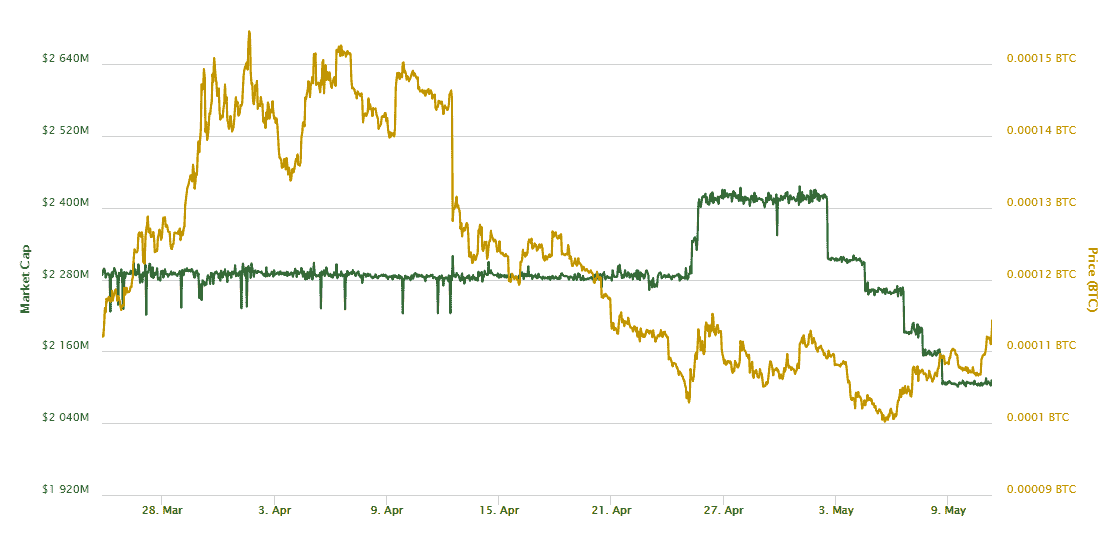 $2 640M
$2 520M
$2 400M
$2 280M
$2 160M
$2 040M
$1 920M
Market Cap
0.00015 BTC
0.00014 BTC
0.00013 BTC
0.00012 BTC
0.00011 BTC
0.0001 BTC
0.00009 BTC
Price (BTC)
28. Mar
3. Apr
9. Apr
15. Apr
21. Apr
27. Apr
3. May
9. May